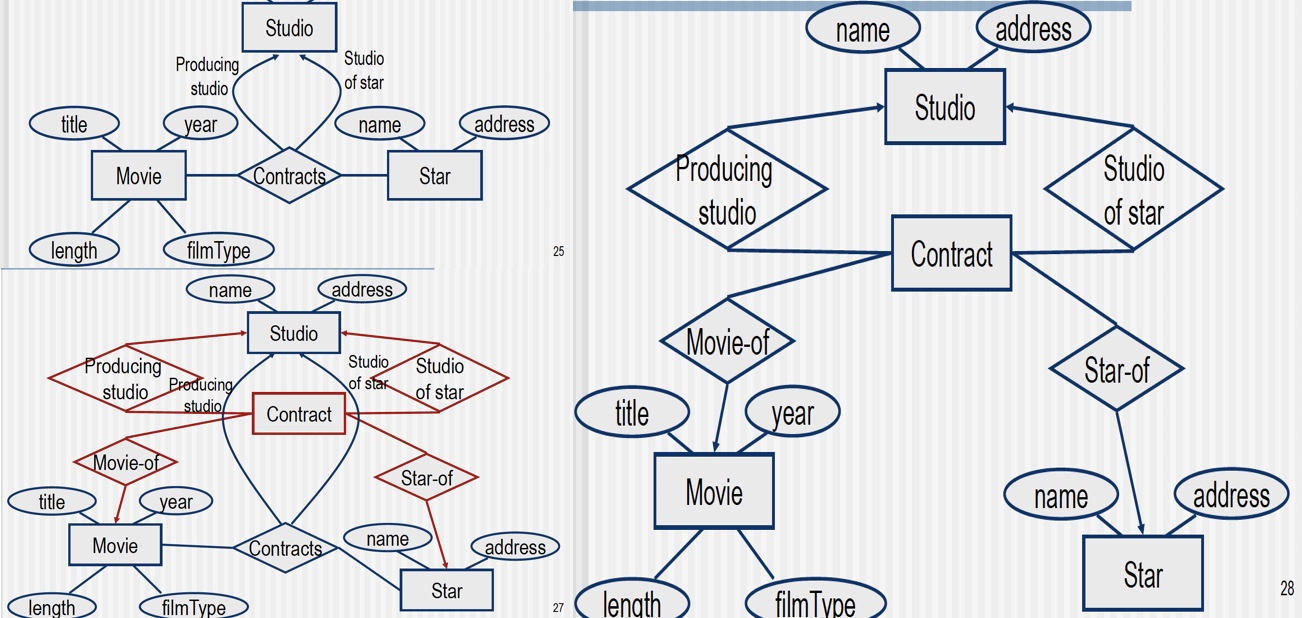 Studio
Producing
studio
Studio
of star
title
year
name
address
Movie
Contracts
Star
length
filmType
25
name
address
Studio
Producing
studio
Producing
studio
Studio
of star
Studio
of star
Contract
Movie-of
Star-of
title
year
name
address
Movie
Contracts
Star
length
filmType
27
name
address
Studio
Producing
studio
Studio
of star
Contract
Movie-of
Star-of
title
year
Movie
name
address
Star
length
filmType
28